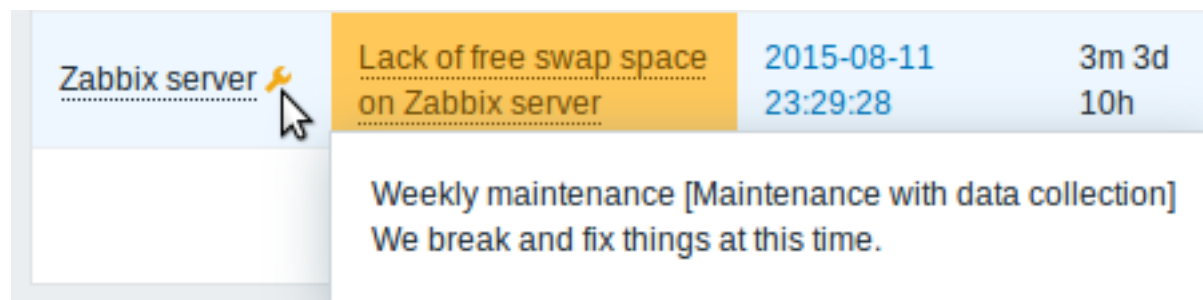 Zabbix server
Lack of free swap space
on Zabbix server
2015-08-11
23:29:28
3m 3d
10h
Weekly maintenance [Maintenance with data collection]
We break and fix things at this time.